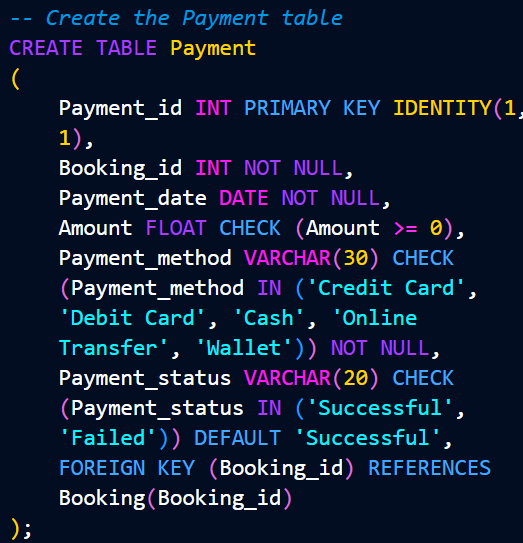 -- Create the Payment table
CREATE TABLE Payment
(
    Payment_id INT PRIMARY KEY IDENTITY(1,
    1),
    Booking_id INT NOT NULL,
    Payment_date DATE NOT NULL,
    Amount FLOAT CHECK (Amount >= 0),
    Payment_method VARCHAR(30) CHECK
    (Payment_method IN ('Credit Card',
    'Debit Card', 'Cash', 'Online
    Transfer', 'Wallet')) NOT NULL,
    Payment_status VARCHAR(20) CHECK
    (Payment_status IN ('Successful',
    'Failed')) DEFAULT 'Successful',
    FOREIGN KEY (Booking_id) REFERENCES
    Booking(Booking_id)
);